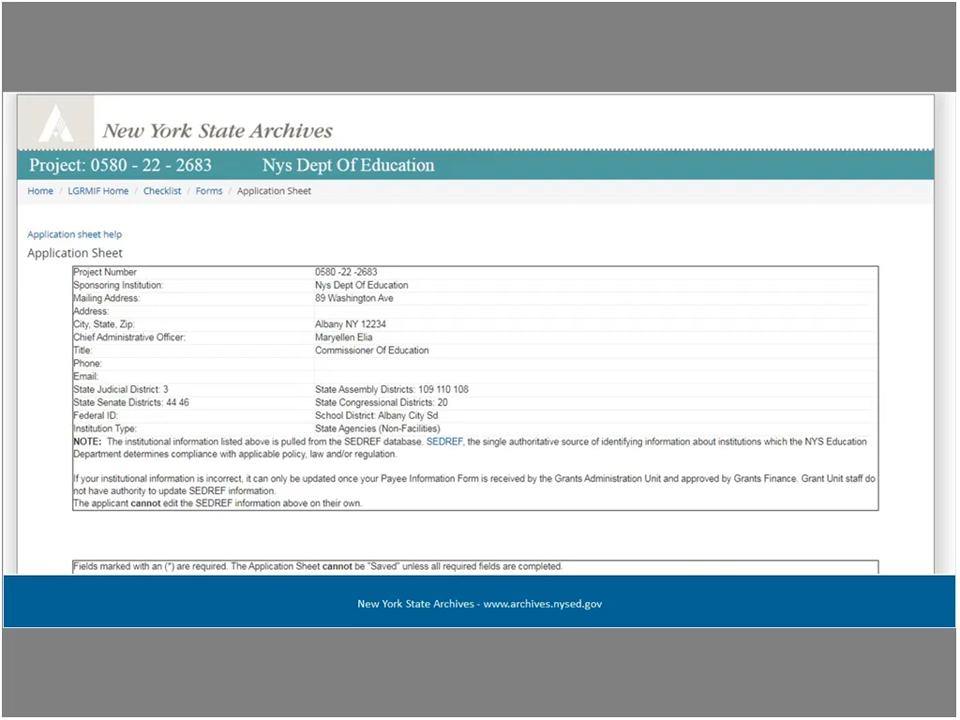 New York State Archives
Project: 0580 - 22 - 2683 Nys Dept Of Education
Home / LGRMIF Home / Checklist / Forms / Application Sheet
Application sheet help
Application Sheet
Project Number 0580 -22 -2683
Sponsoring Institution: Nys Dept Of Education
Mailing Address: 89 Washington Ave
Address:
City, State, Zip: Albany NY 12234
Chief Administrative Officer: Maryellen Elia
Title: Commissioner Of Education
Phone:
Email:
State Judicial District: 3 State Assembly Districts: 109 110 108
State Senate Districts: 44 46 State Congressional Districts: 20
Federal ID: School District: Albany City Sd
Institution Type: State Agencies (Non-Facilities)
NOTE: The institutional information listed above is pulled from the SEDREF database. SEDREF, the single authoritative source of identifying information about institutions which the NYS Education
Department determines compliance with applicable policy, law and/or regulation.
If your institutional information is incorrect, it can only be updated once your Payee Information Form is received by the Grants Administration Unit and approved by Grants Finance. Grant Unit staff do
not have authority to update SEDREF information.
The applicant cannot edit the SEDREF information above on their own.
Fields marked with an (*) are required. The Application Sheet cannot be "Saved" unless all required fields are completed.
New York State Archives - www.archives.nysed.gov